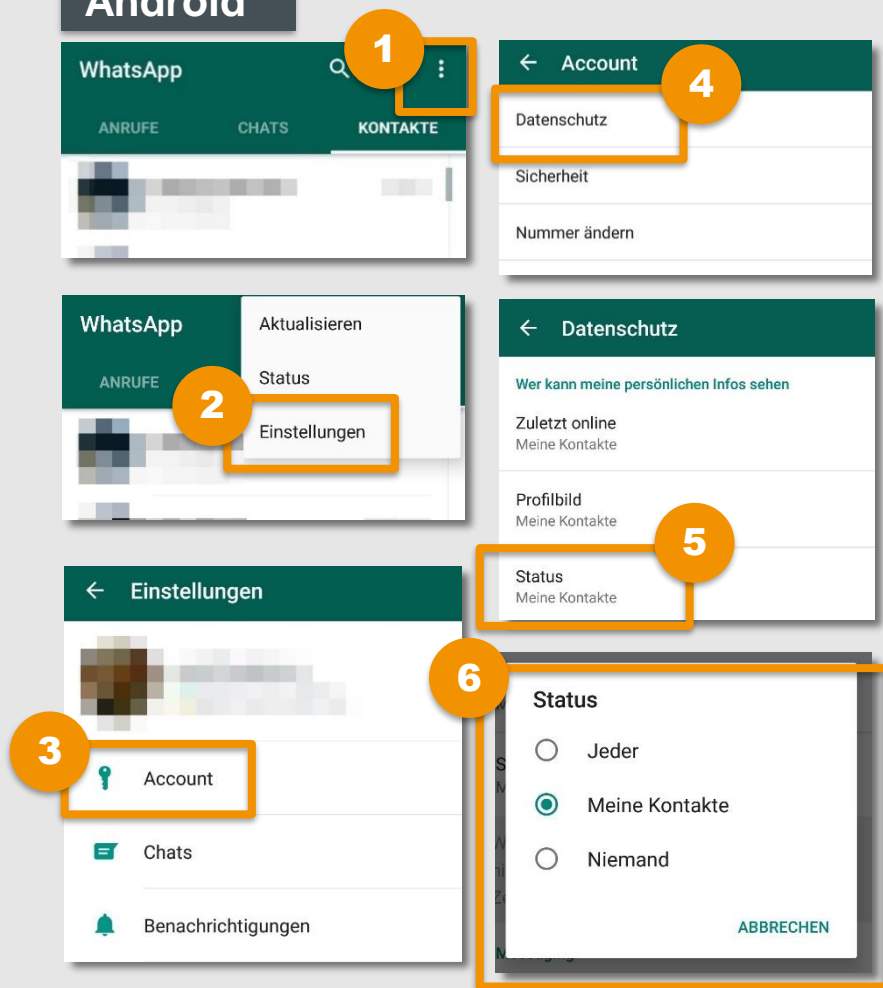 Android
1
WhatsApp
ANRUFE CHATS KONTAKTE
2
WhatsApp
ANRUFE
Aktualisieren
Status
Einstellungen
3
Einstellungen
Account
Chats
Benachrichtigungen
4
Account
Datenschutz
Sicherheit
Nummer ändern
5
Datenschutz
Wer kann meine persönlichen Infos sehen
Zuletzt online
Meine Kontakte
Profilbild
Meine Kontakte
Status
Meine Kontakte
6
Status
Jeder
Meine Kontakte
Niemand
ABBRECHEN